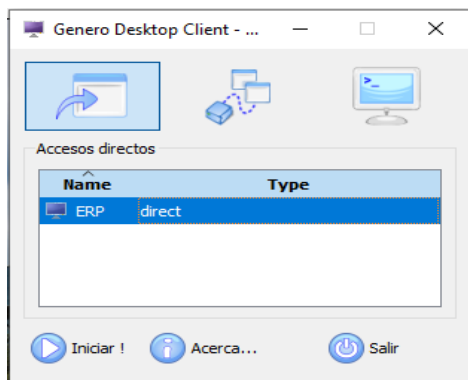 Genero Desktop Client - ...
>_
Accesos directos
Name Type
ERP direct
Iniciar ! Acerca... Salir